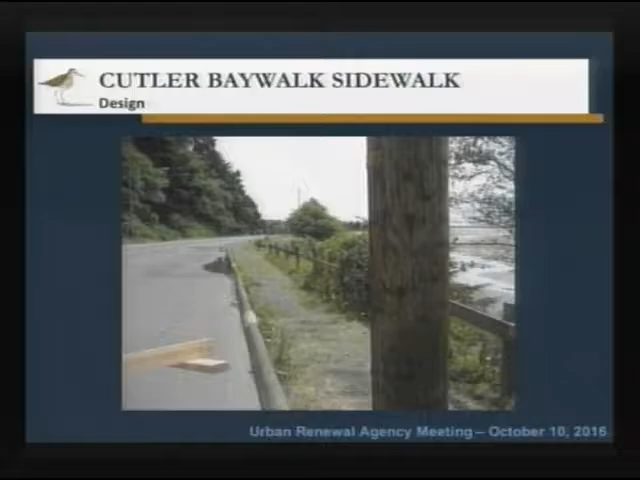 CUTLER BAYWALK SIDEWALK
Design
Urban Renewal Agency Meeting – October 10, 2016